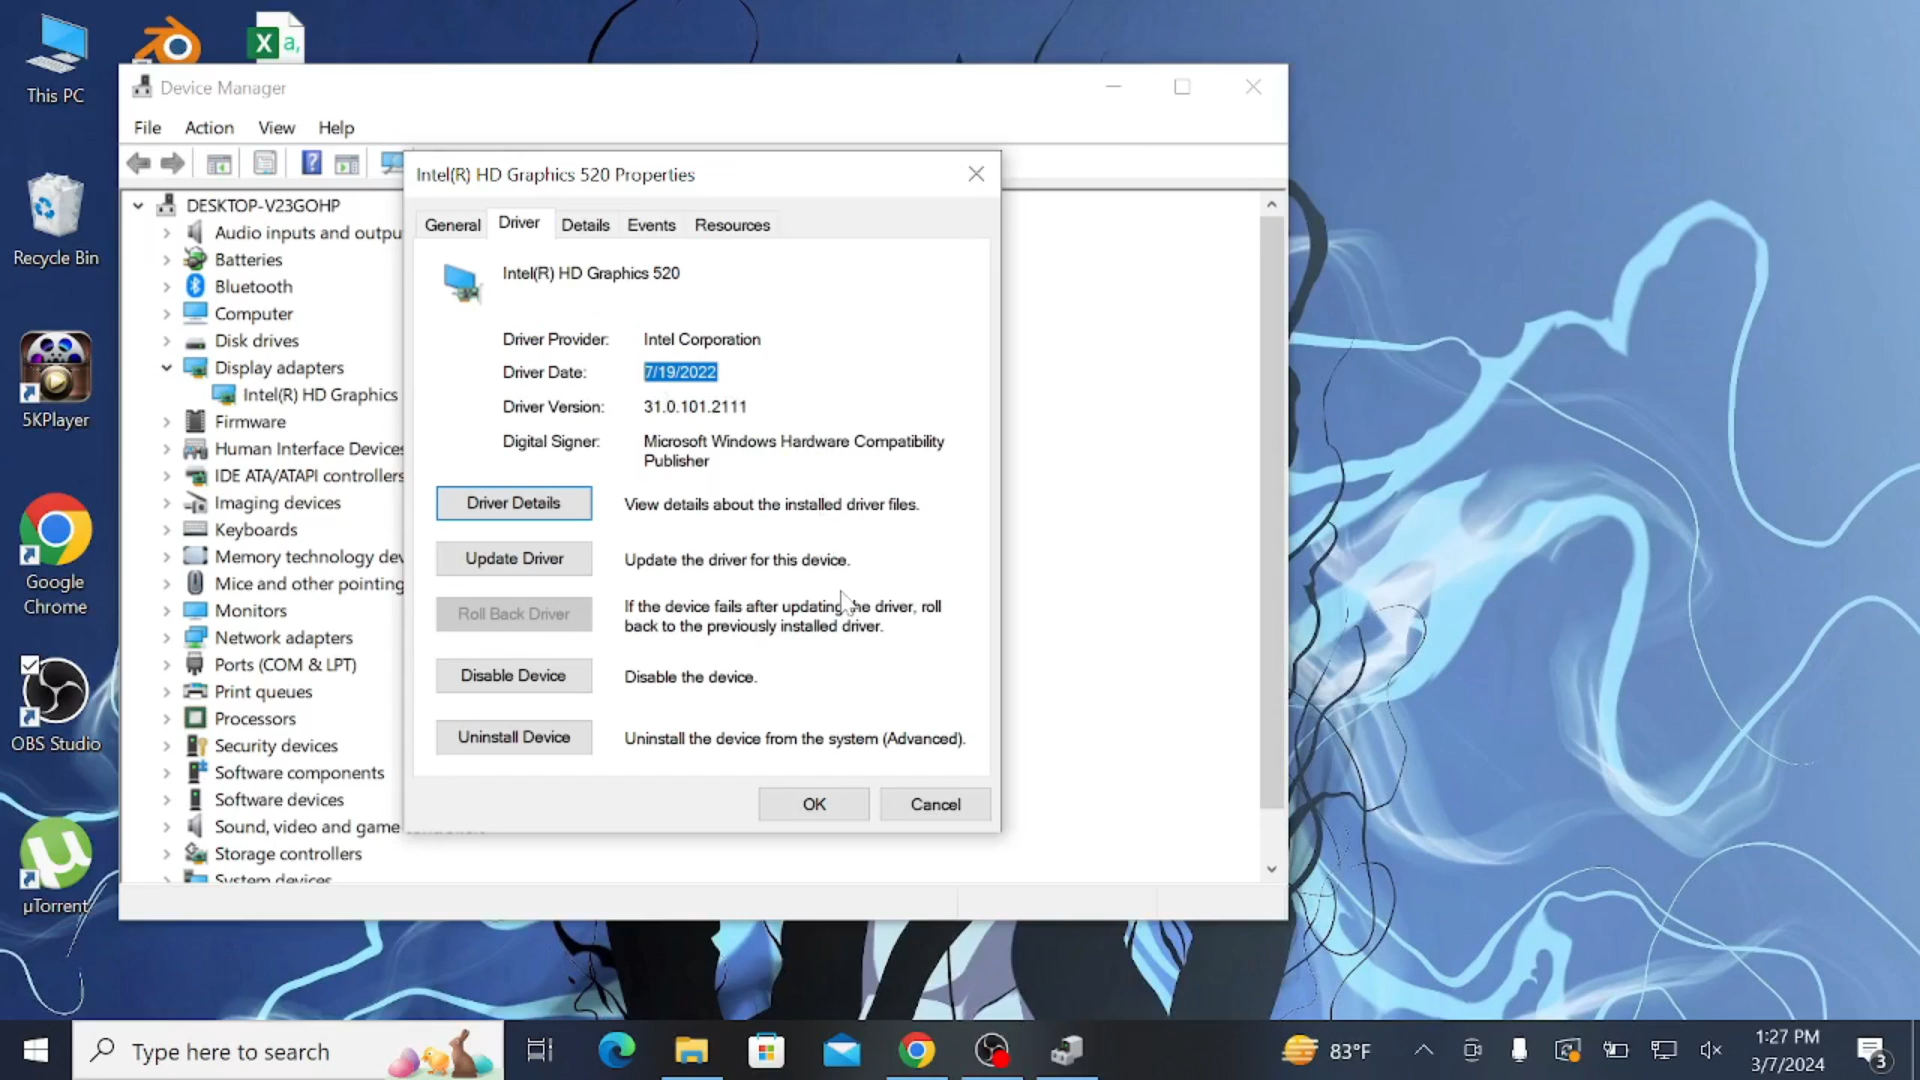 This PC
Recycle Bin
5KPlayer
Google
Chrome
OBS Studio
µTorrent
X a,
Device Manager
File Action View Help
DESKTOP-V23GOHP
Audio inputs and outpu
Batteries
Bluetooth
Computer
Disk drives
Display adapters
Intel(R) HD Graphics
Firmware
Human Interface Devices
IDE ATA/ATAPI controllers
Imaging devices
Keyboards
Memory technology dev
Mice and other pointing
Monitors
Network adapters
Ports (COM & LPT)
Print queues
Processors
Security devices
Software components
Software devices
Sound, video and game
Storage controllers
System devices
Intel(R) HD Graphics 520 Properties
General Driver Details Events Resources
Intel(R) HD Graphics 520
Driver Provider: Intel Corporation
Driver Date: 7/19/2022
Driver Version: 31.0.101.2111
Digital Signer: Microsoft Windows Hardware Compatibility
Publisher
Driver Details View details about the installed driver files.
Update Driver Update the driver for this device.
Roll Back Driver If the device fails after updating the driver, roll
back to the previously installed driver.
Disable Device Disable the device.
Uninstall Device Uninstall the device from the system (Advanced).
OK Cancel
Type here to search
83°F
1:27 PM
3/7/2024
3